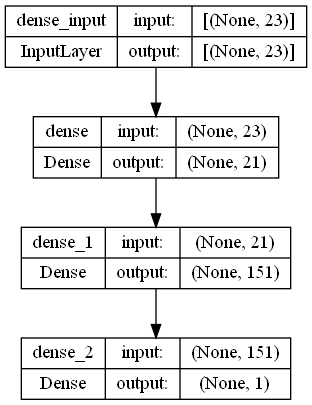 dense_input input: [(None, 23)]
InputLayer output: [(None, 23)]
dense input: (None, 23)
Dense output: (None, 21)
dense_1 input: (None, 21)
Dense output: (None, 151)
dense_2 input: (None, 151)
Dense output: (None, 1)